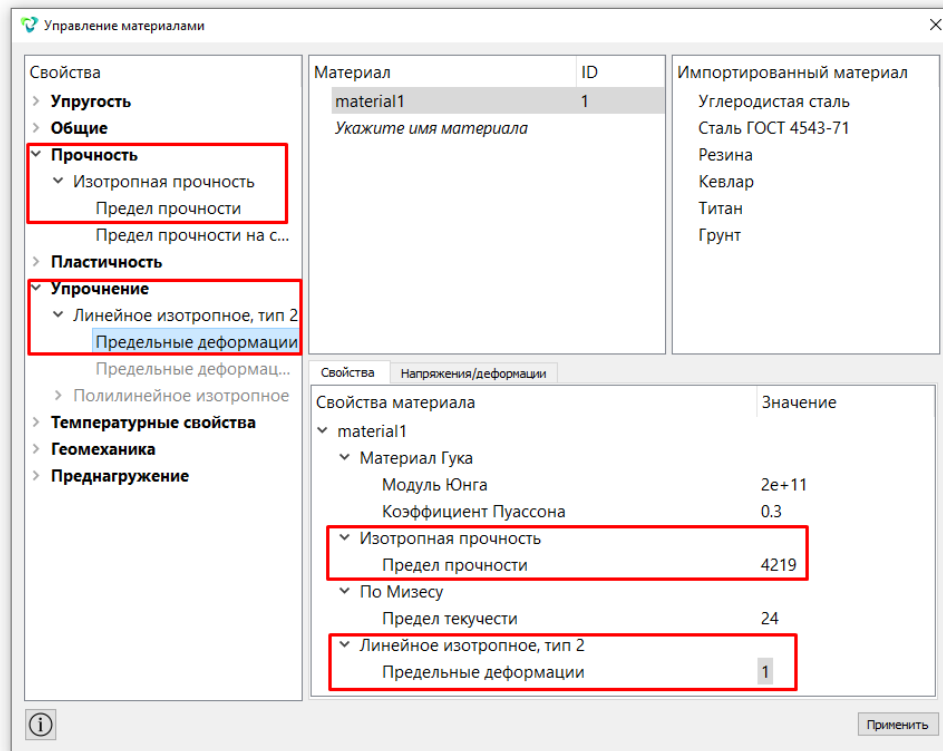 Управление материалами
Свойства
Упругость
Общие
Прочность
Изотропная прочность
Предел прочности
Предел прочности на с...
Пластичность
Упрочнение
Линейное изотропное, тип 2
Предельные деформации
Предельные деформац...
Полилинейное изотропное
Температурные свойства
Геомеханика
Преднагружение
Материал ID
material1 1
Укажите имя материала
Импортированный материал
Углеродистая сталь
Сталь ГОСТ 4543-71
Резина
Кевлар
Титан
Грунт
Свойства Напряжения/деформации
Свойства материала Значение
material1
Материал Гука
Модуль Юнга 2e+11
Коэффициент Пуассона 0.3
Изотропная прочность
Предел прочности 4219
По Мизесу
Предел текучести 24
Линейное изотропное, тип 2
Предельные деформации 1
Применить